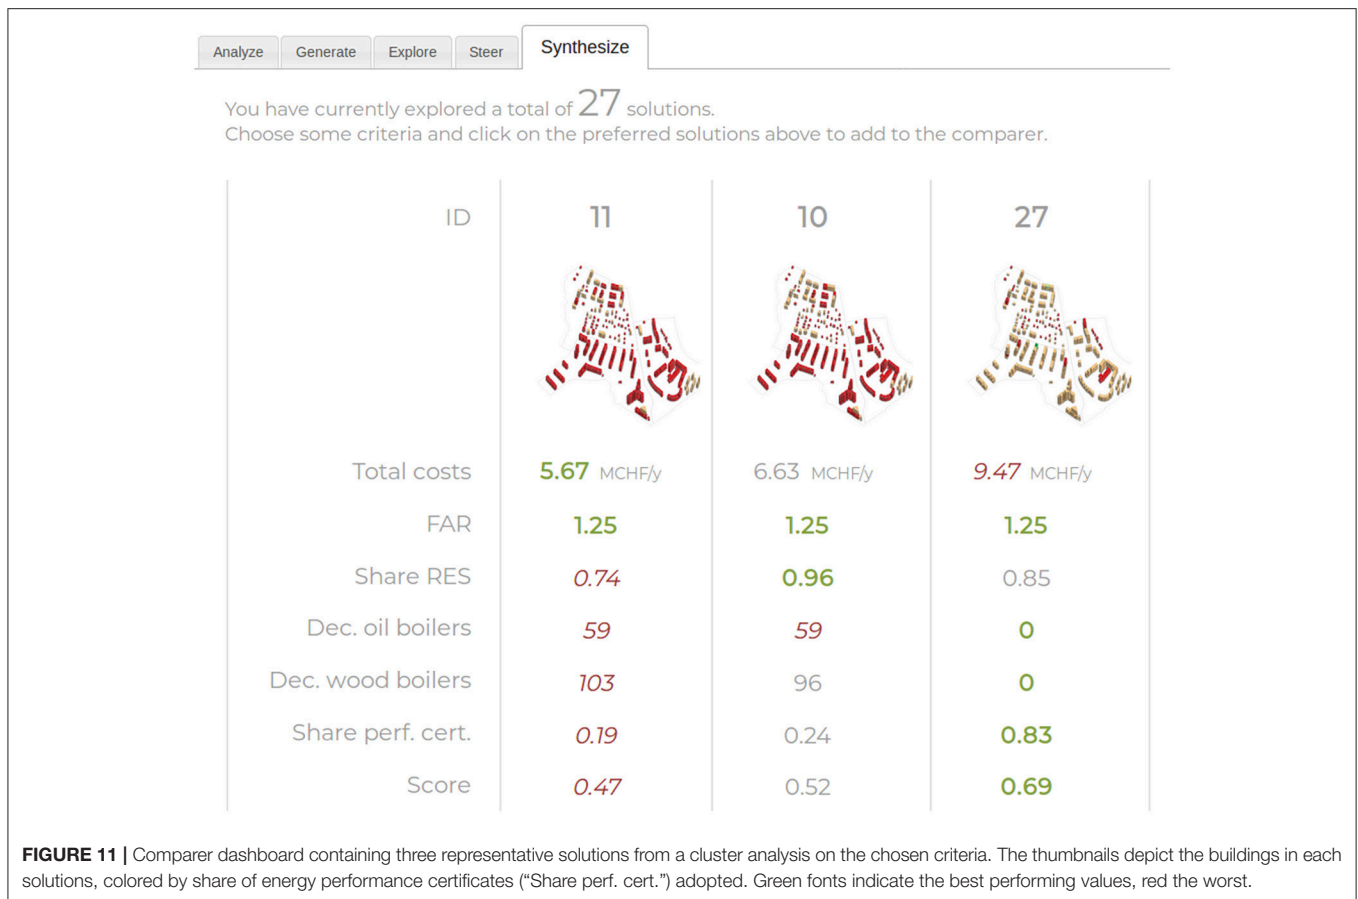 Analyze Generate Explore Steer Synthesize
You have currently explored a total of 27 solutions.
Choose some criteria and click on the preferred solutions above to add to the comparer.
ID 11 10 27
Total costs 5.67 MCHF/y 6.63 MCHF/y 9.47 MCHF/y
FAR 1.25 1.25 1.25
Share RES 0.74 0.96 0.85
Dec. oil boilers 59 59 0
Dec. wood boilers 103 96 0
Share perf. cert. 0.19 0.24 0.83
Score 0.47 0.52 0.69
FIGURE 11 | Comparer dashboard containing three representative solutions from a cluster analysis on the chosen criteria. The thumbnails depict the buildings in each
solutions, colored by share of energy performance certificates (“Share perf. cert.”) adopted. Green fonts indicate the best performing values, red the worst.